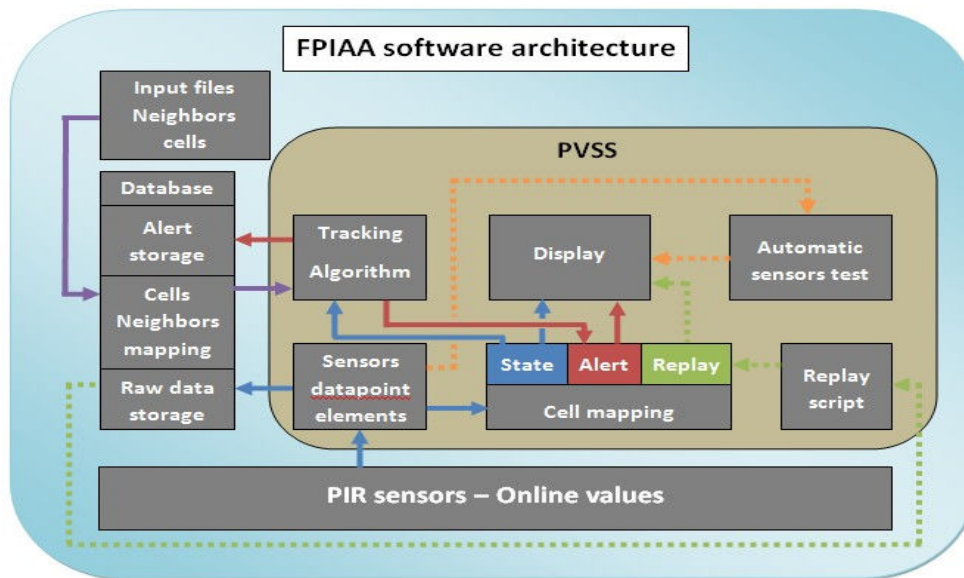 FPIAA software architecture
Input files
Neighbors
cells
PVSS
Database
Alert
storage
Cells
Neighbors
mapping
Raw data
storage
Tracking
Algorithm
Display
Automatic
sensors test
Sensors
datapoint
elements
State
Alert
Replay
Cell mapping
Replay
script
PIR sensors – Online values